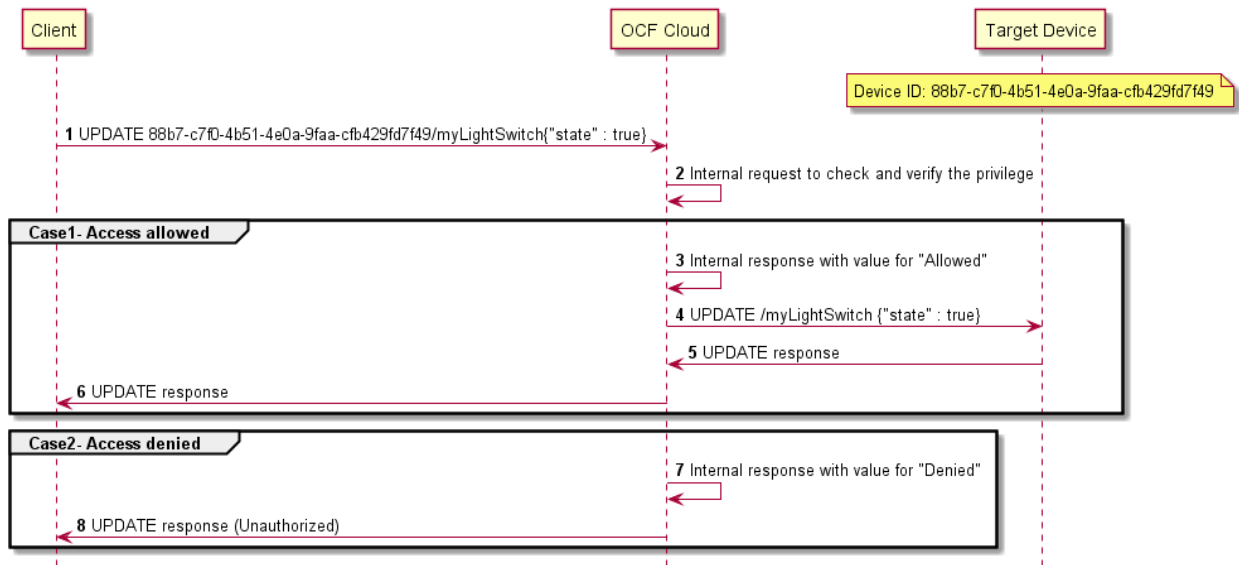 Client
OCF Cloud
Target Device
Device ID: 88b7-c7f0-4b51-4e0a-9faa-cfb429fd7f49
1 UPDATE 88b7-c7f0-4b51-4e0a-9faa-cfb429fd7f49/myLightSwitch{"state" : true}
2 Internal request to check and verify the privilege
Case1- Access allowed
3 Internal response with value for "Allowed"
4 UPDATE /myLightSwitch {"state" : true}
5 UPDATE response
6 UPDATE response
Case2- Access denied
7 Internal response with value for "Denied"
8 UPDATE response (Unauthorized)